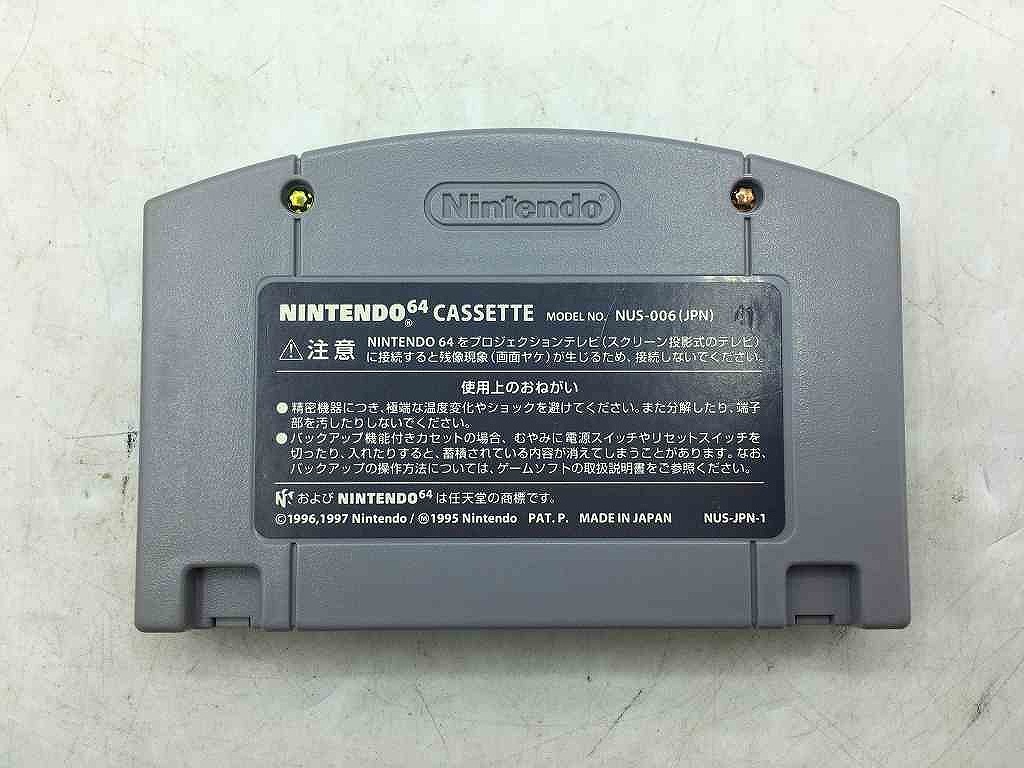 Nintendo®
NINTENDO⁶⁴® CASSETTE MODEL NO. NUS-006(JPN)
⚠注意 NINTENDO 64 をプロジェクションテレビ(スクリーン投影式のテレビ)
に接続すると残像現象(画面ヤケ)が生じるため、接続しないでください。
使用上のおねがい
●精密機器につき、極端な温度変化やショックを避けてください。また分解したり、端子
部を汚したりしないでください。
●バックアップ機能付きカセットの場合、むやみに電源スイッチやリセットスイッチを
切ったり、入れたりすると、蓄積されている内容が消えてしまうことがあります。なお、
バックアップの操作方法については、ゲームソフトの取扱説明書をご参照ください。
および NINTENDO⁶⁴ は任天堂の商標です。
©1996,1997 Nintendo / Ⓜ1995 Nintendo PAT. P. MADE IN JAPAN NUS-JPN-1